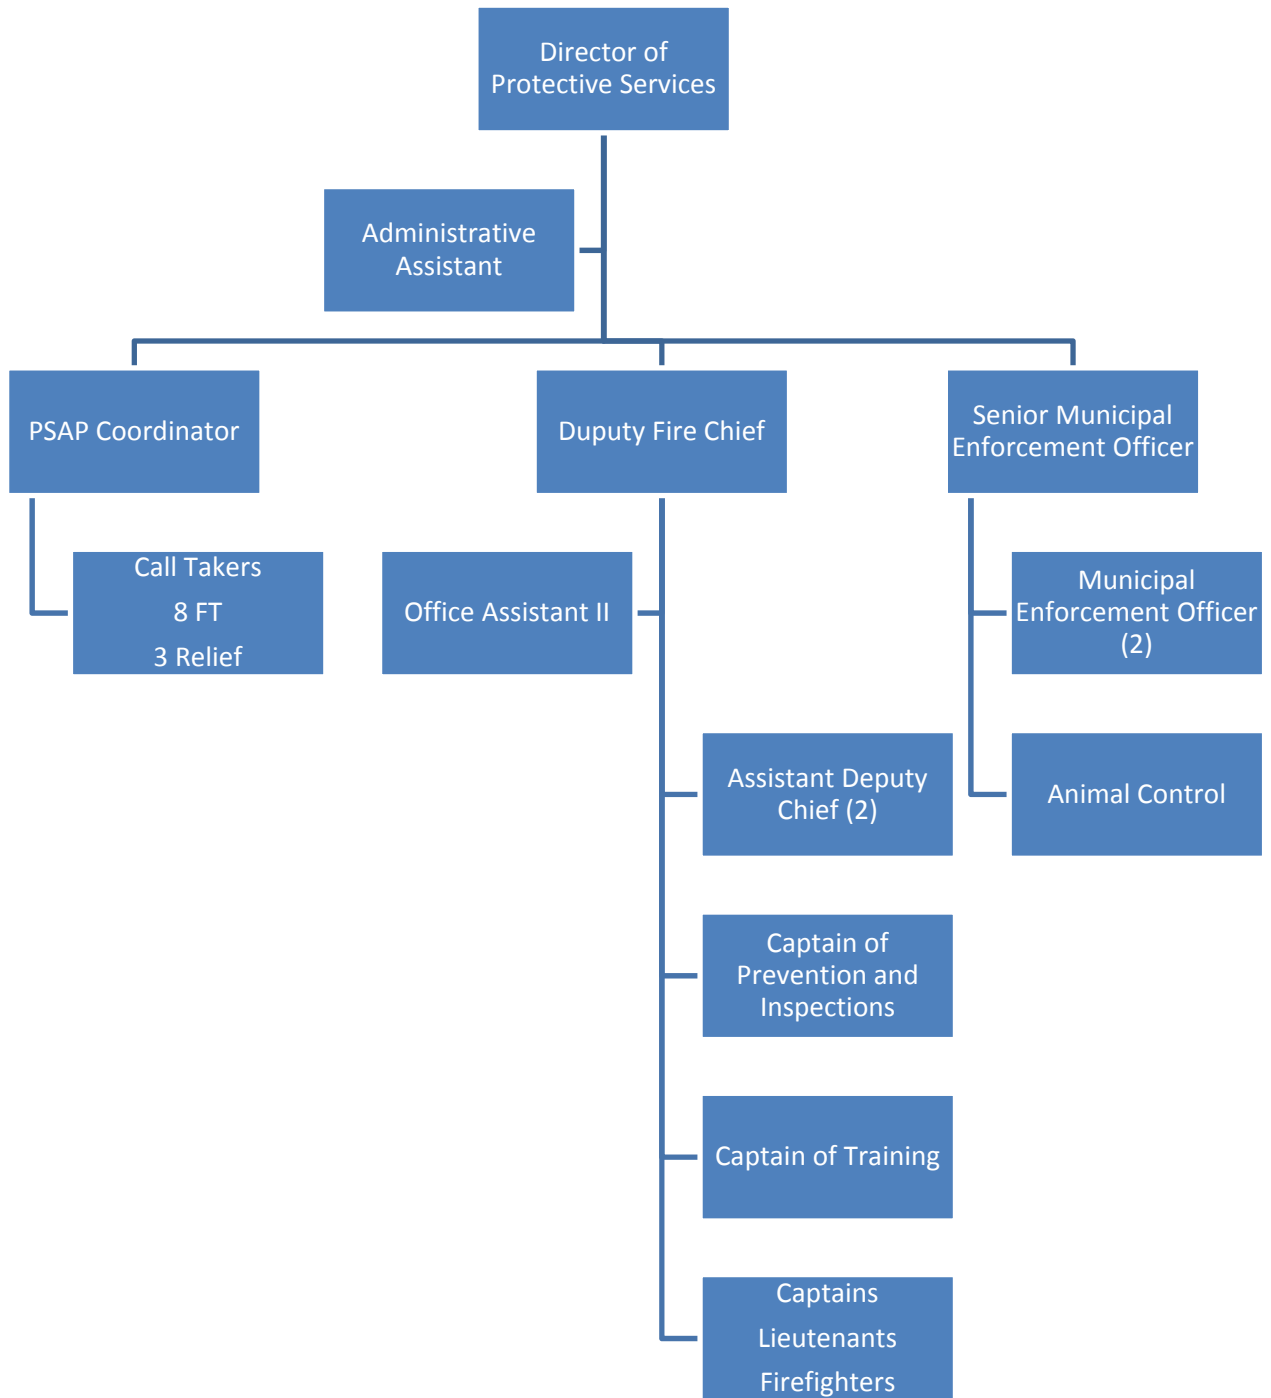 Director of
Protective Services
Administrative
Assistant
PSAP Coordinator
Duputy Fire Chief
Senior Municipal
Enforcement Officer
Call Takers
8 FT
3 Relief
Office Assistant II
Municipal
Enforcement Officer
(2)
Assistant Deputy
Chief (2)
Animal Control
Captain of
Prevention and
Inspections
Captain of Training
Captains
Lieutenants
Firefighters